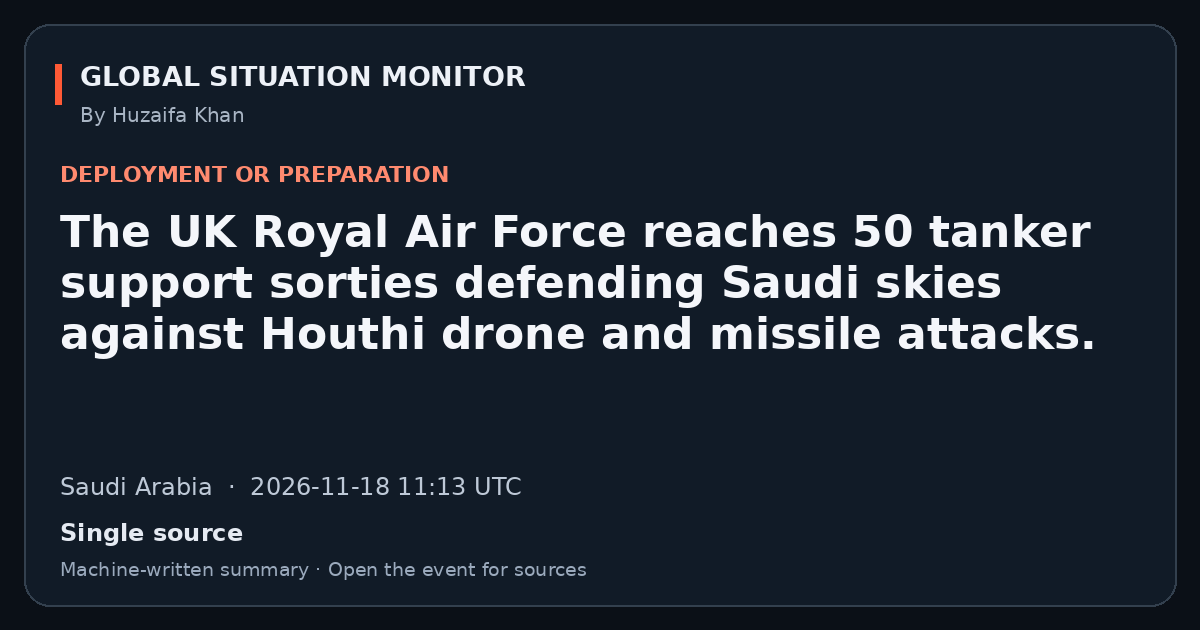 GLOBAL SITUATION MONITOR
By Huzaifa Khan
DEPLOYMENT OR PREPARATION
The UK Royal Air Force reaches 50 tanker
support sorties defending Saudi skies
against Houthi drone and missile attacks.
Saudi Arabia · 2026-11-18 11:13 UTC
Single source
Machine-written summary · Open the event for sources